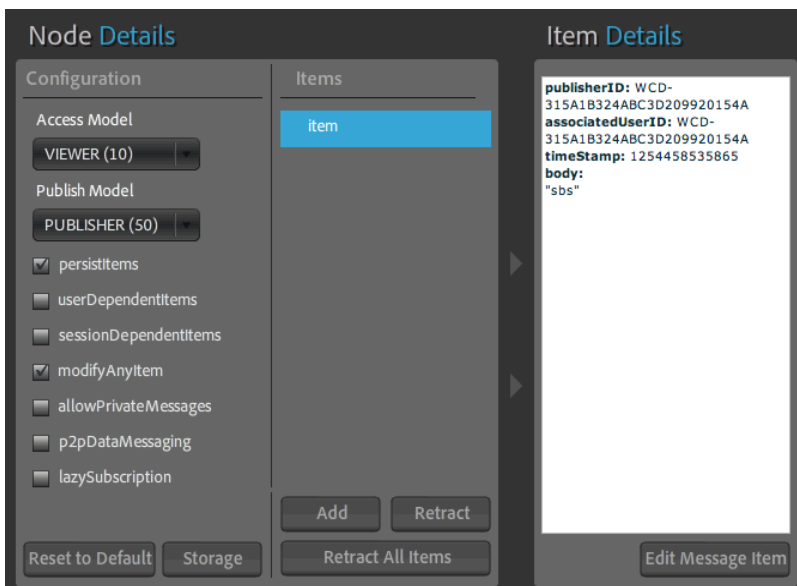 Node Details
Configuration
Access Model
VIEWER (10)
Publish Model
PUBLISHER (50)
persistItems
userDependentItems
sessionDependentItems
modifyAnyItem
allowPrivateMessages
p2pDataMessaging
lazySubscription
Reset to Default
Storage
Items
item
Add
Retract
Retract All Items
Item Details
publisherID: WCD-
315A1B324ABC3D209920154A
associatedUserID: WCD-
315A1B324ABC3D209920154A
timeStamp: 1254458535865
body:
"sbs"
Edit Message Item